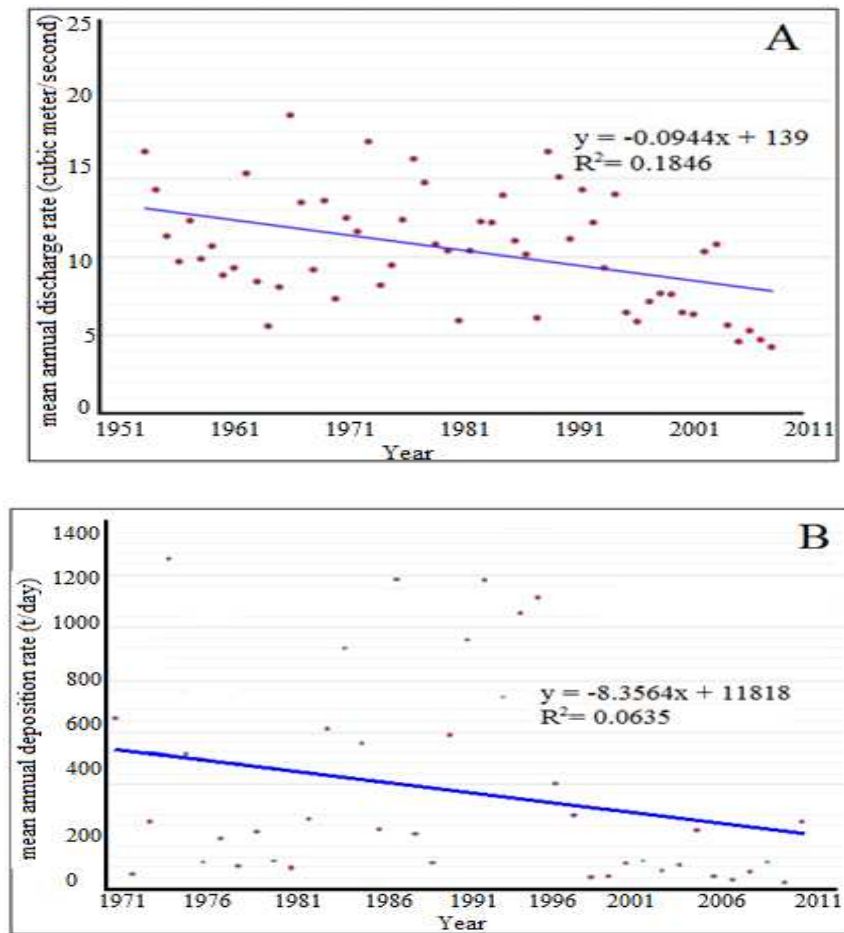 A
mean annual discharge rate (cubic meter/second)
25
20
15
10
5
0
y = -0.0944x + 139
R²= 0.1846
1951 1961 1971 1981 1991 2001 2011
Year
B
mean annual deposition rate (t/day)
1400
1200
1000
800
600
400
200
0
y = -8.3564x + 11818
R²= 0.0635
1971 1976 1981 1986 1991 1996 2001 2006 2011
Year